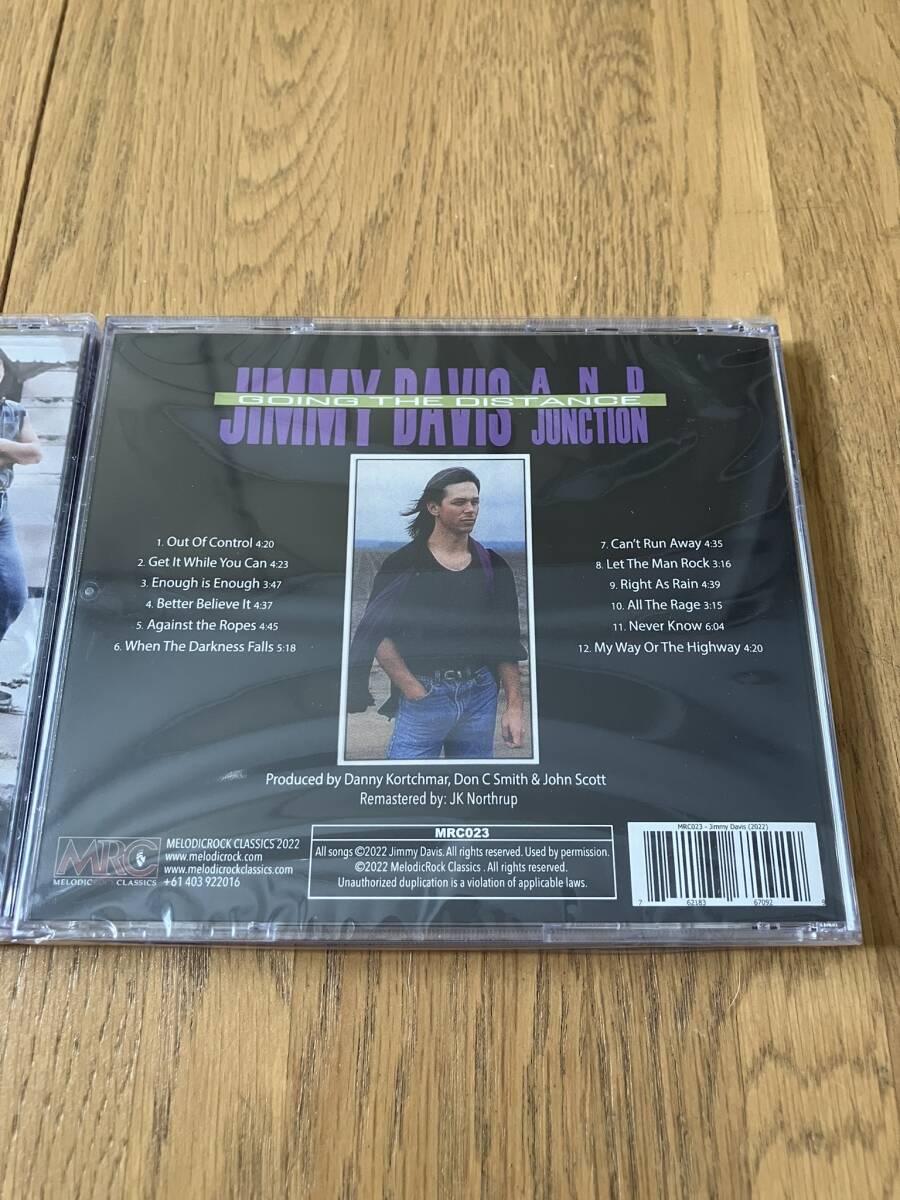 JIMMY DAVIS AND
GOING THE DISTANCE
JUNCTION
1. Out Of Control 4:20
2. Get It While You Can 4:23
3. Enough is Enough 3:47
4. Better Believe It 4:37
5. Against the Ropes 4:45
6. When The Darkness Falls 5:18
7. Can't Run Away 4:35
8. Let The Man Rock 3:16
9. Right As Rain 4:39
10. All The Rage 3:15
11. Never Know 6:04
12. My Way Or The Highway 4:20
Produced by Danny Kortchmar, Don C Smith & John Scott
Remastered by: JK Northrup
MRC
MELODICROCK CLASSICS
MELODICROCK CLASSICS 2022
www.melodicrock.com
www.melodicrockclassics.com
+61 403 922016
MRC023
All songs ©2022 Jimmy Davis. All rights reserved. Used by permission.
©2022 MelodicRock Classics . All rights reserved.
Unauthorized duplication is a violation of applicable laws.
MRC023 - Jimmy Davis (2022)
7 62183 67092 9